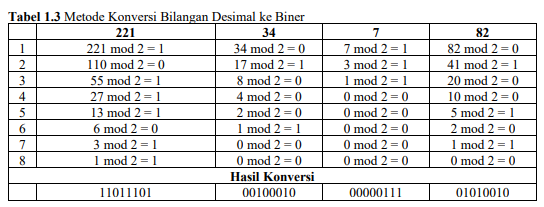 Tabel 1.3 Metode Konversi Bilangan Desimal ke Biner
221 34 7 82
1 221 mod 2 = 1 34 mod 2 = 0 7 mod 2 = 1 82 mod 2 = 0
2 110 mod 2 = 0 17 mod 2 = 1 3 mod 2 = 1 41 mod 2 = 1
3 55 mod 2 = 1 8 mod 2 = 0 1 mod 2 = 1 20 mod 2 = 0
4 27 mod 2 = 1 4 mod 2 = 0 0 mod 2 = 0 10 mod 2 = 0
5 13 mod 2 = 1 2 mod 2 = 0 0 mod 2 = 0 5 mod 2 = 1
6 6 mod 2 = 0 1 mod 2 = 1 0 mod 2 = 0 2 mod 2 = 0
7 3 mod 2 = 1 0 mod 2 = 0 0 mod 2 = 0 1 mod 2 = 1
8 1 mod 2 = 1 0 mod 2 = 0 0 mod 2 = 0 0 mod 2 = 0
Hasil Konversi
11011101 00100010 00000111 01010010